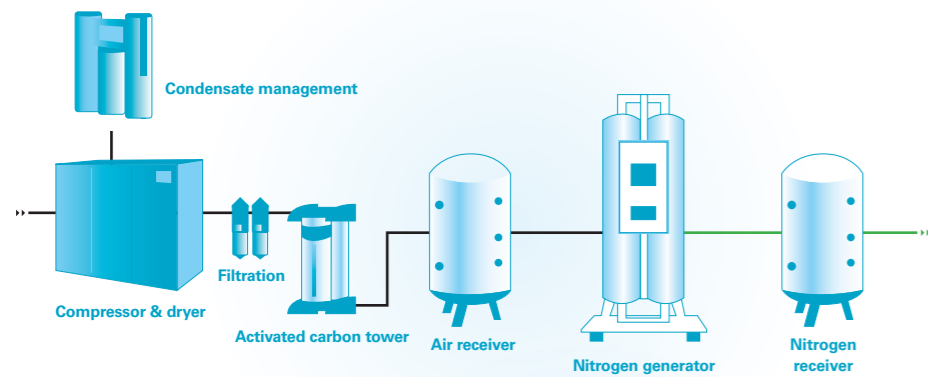 Condensate management
Filtration
Compressor & dryer
Activated carbon tower
Air receiver
Nitrogen generator
Nitrogen
receiver